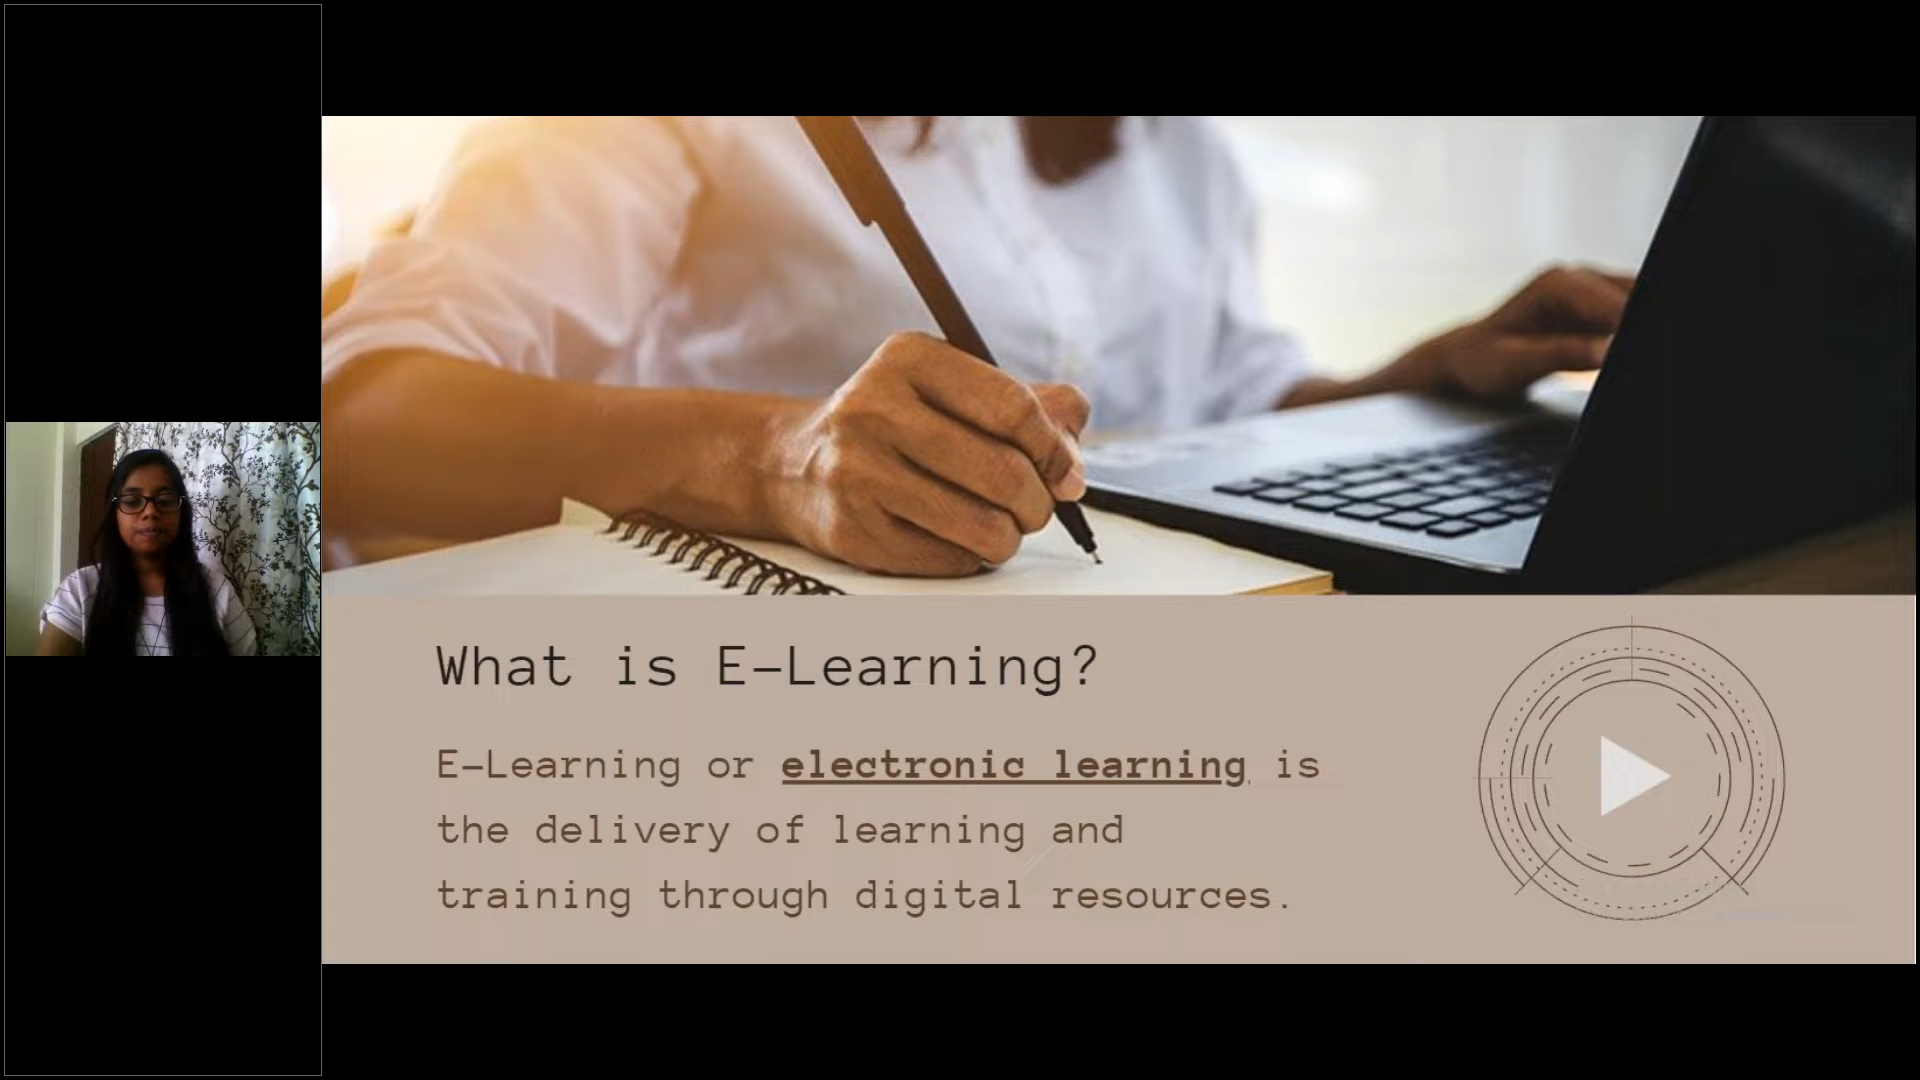 What is E-Learning?
E-Learning or electronic learning is
the delivery of learning and
training through digital resources.